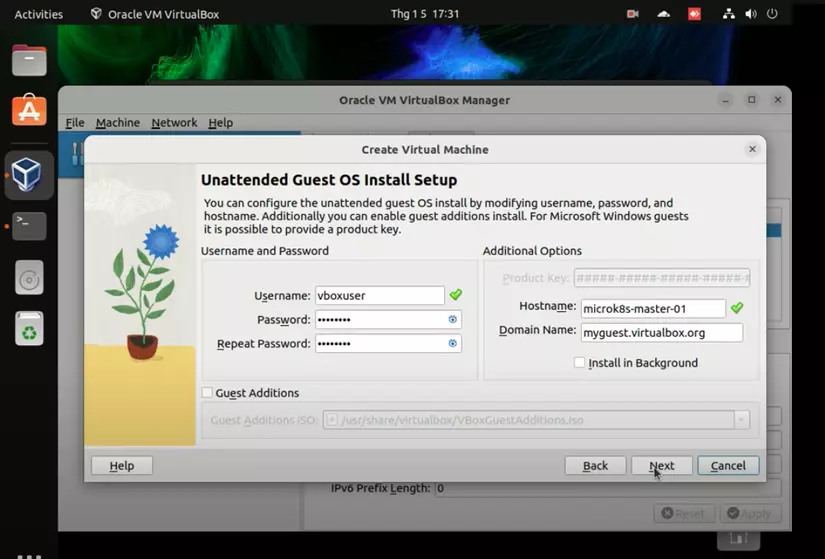 Activities
Oracle VM VirtualBox
Thg 1 5 17:31
Oracle VM VirtualBox Manager
File Machine Network Help
Create Virtual Machine
Unattended Guest OS Install Setup
You can configure the unattended guest OS install by modifying username, password, and
hostname. Additionally you can enable guest additions install. For Microsoft Windows guests
it is possible to provide a product key.
Username and Password
Username: vboxuser
Password: ••••••••
Repeat Password: ••••••••
Additional Options
Product Key: #####-#####-#####-#####-#
Hostname: microk8s-master-01
Domain Name: myguest.virtualbox.org
Install in Background
Guest Additions
Guest Additions ISO: /usr/share/virtualbox/VBoxGuestAdditions.iso
Help Back Next Cancel
IPv6 Prefix Length: 0
Reset Apply